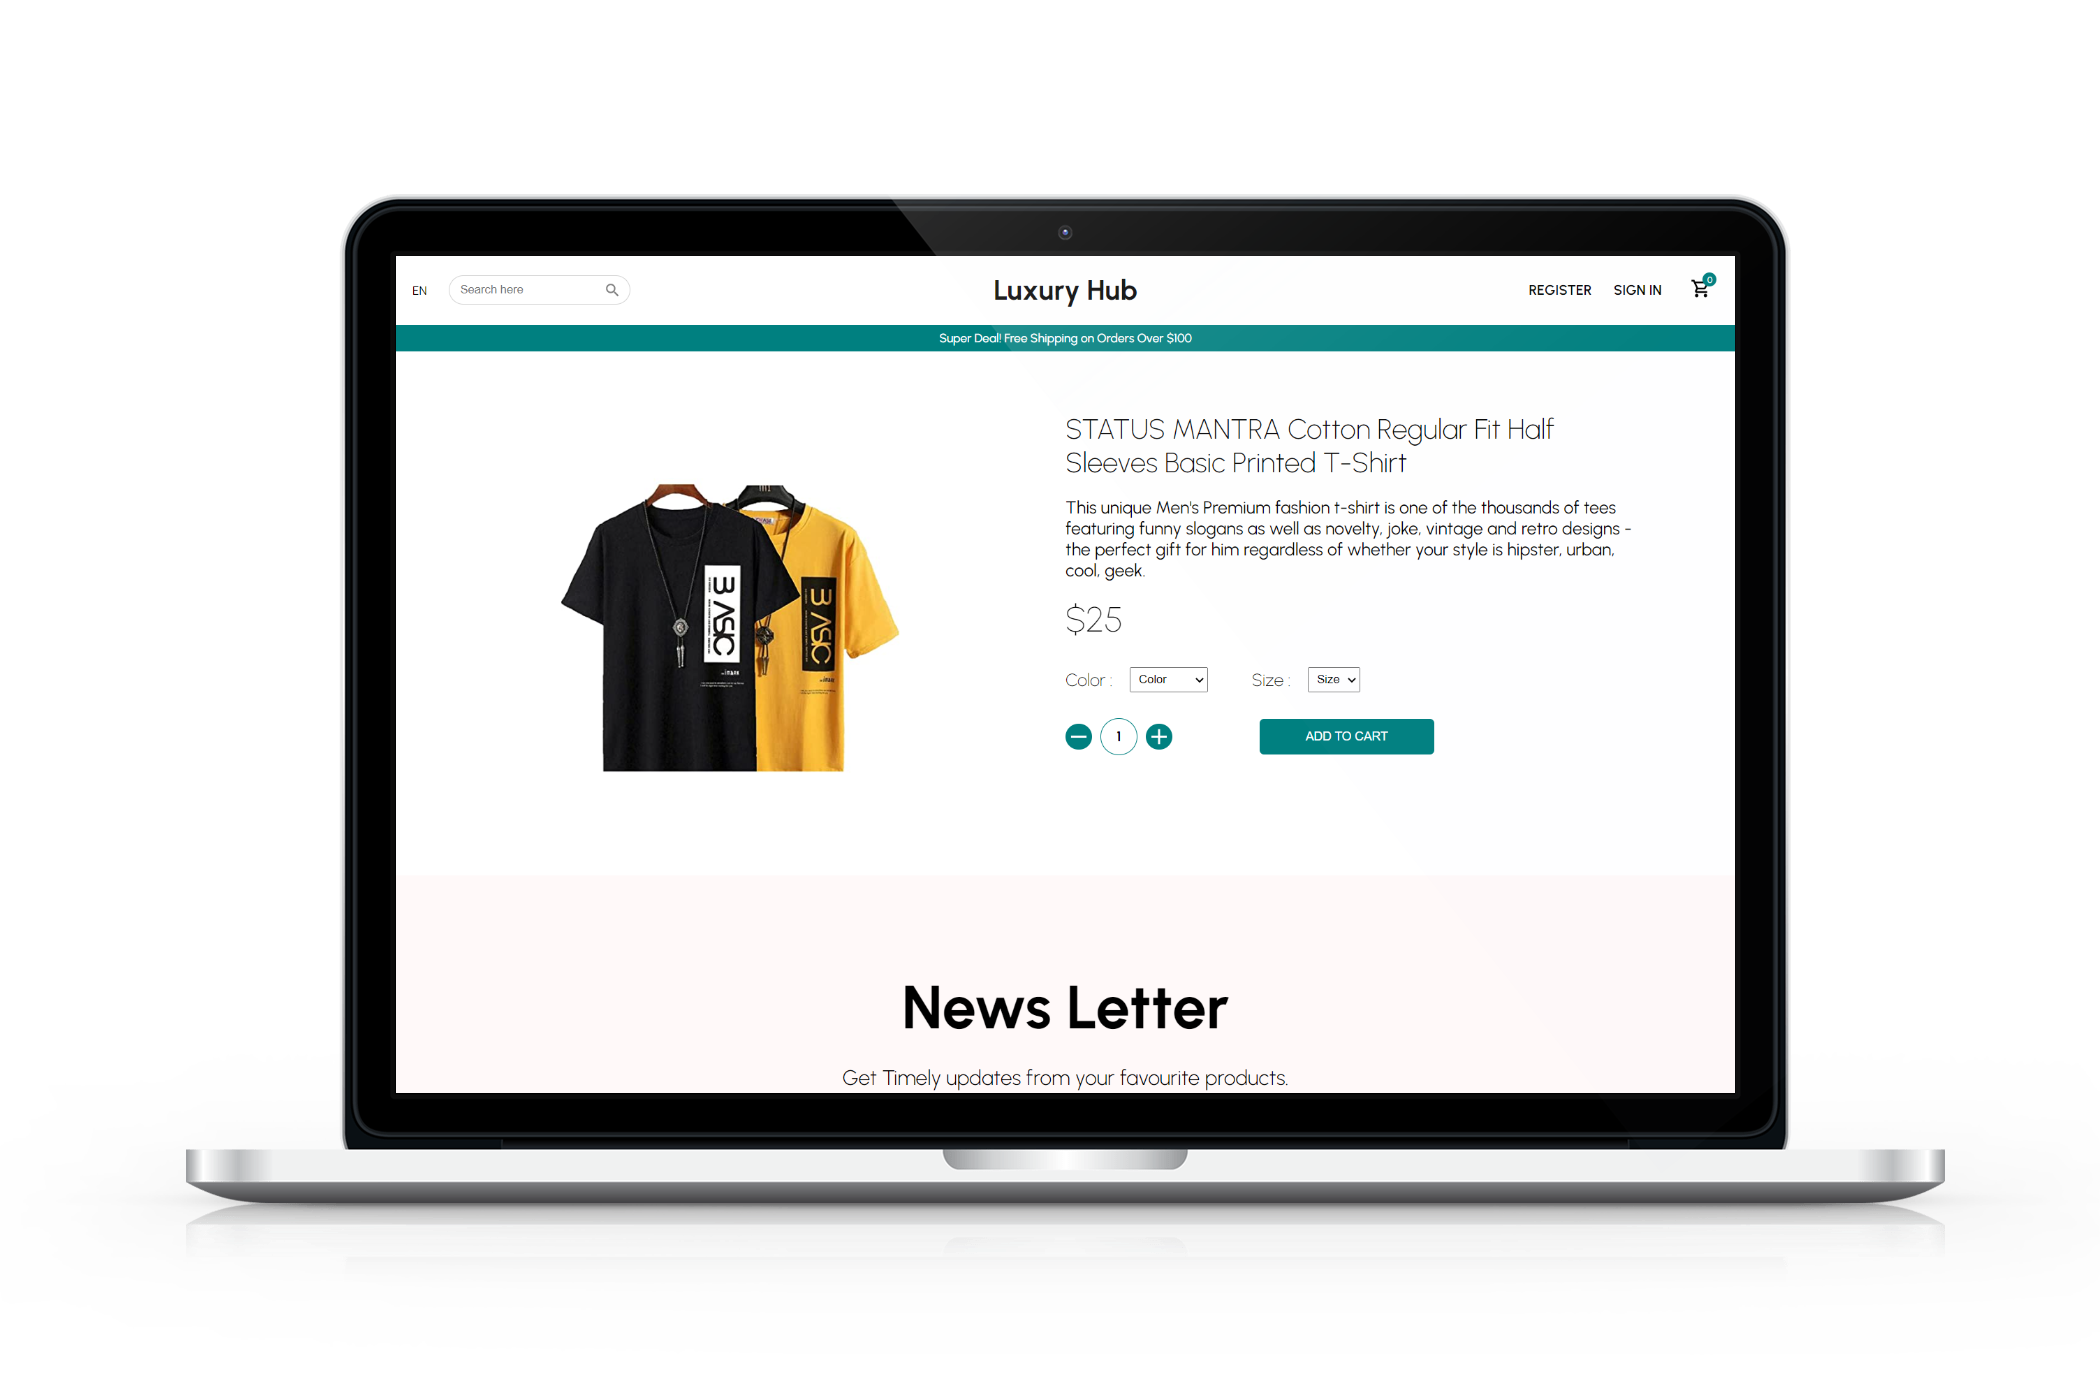 EN
Search here
Luxury Hub
REGISTER
SIGN IN
0
Super Deal! Free Shipping on Orders Over $100
STATUS MANTRA Cotton Regular Fit Half
Sleeves Basic Printed T-Shirt
This unique Men's Premium fashion t-shirt is one of the thousands of tees
featuring funny slogans as well as novelty, joke, vintage and retro designs -
the perfect gift for him regardless of whether your style is hipster, urban,
cool, geek.
$25
Color :
Color
Size :
Size
1
ADD TO CART
BASIC
BASIC
News Letter
Get Timely updates from your favourite products.